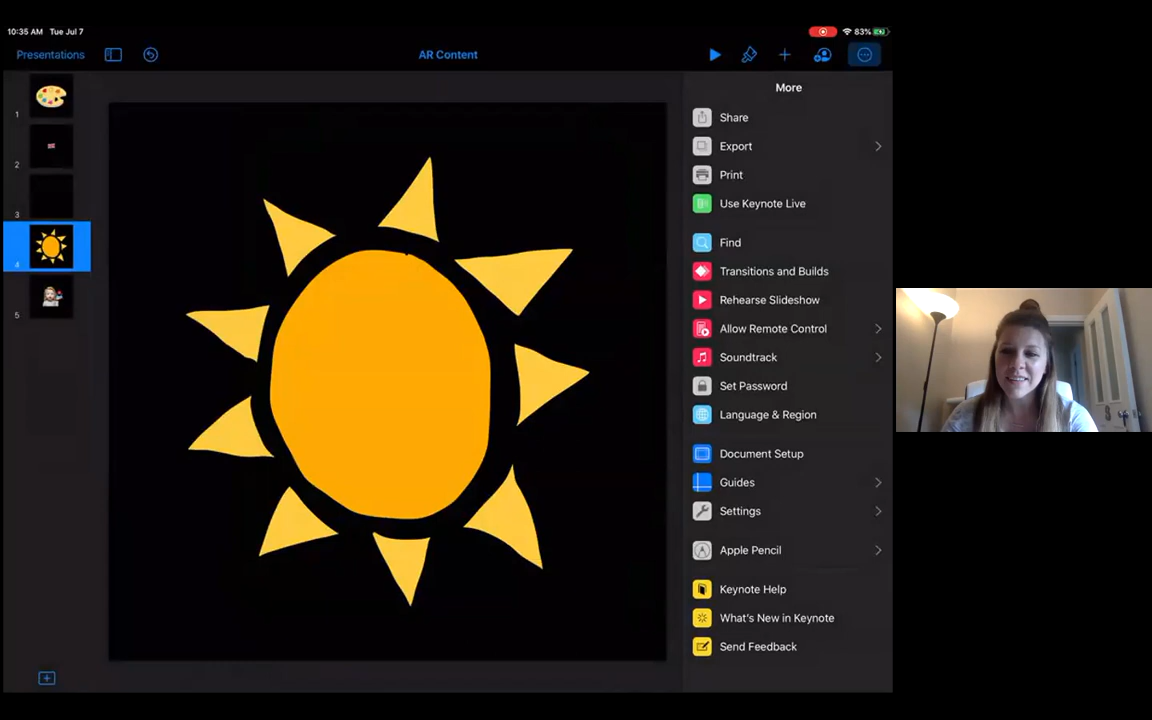 10:35 AM Tue Jul 7
83%
Presentations
AR Content
More
1
2
3
4
5
Share
Export
Print
Use Keynote Live
Find
Transitions and Builds
Rehearse Slideshow
Allow Remote Control
Soundtrack
Set Password
Language & Region
Document Setup
Guides
Settings
Apple Pencil
Keynote Help
What's New in Keynote
Send Feedback